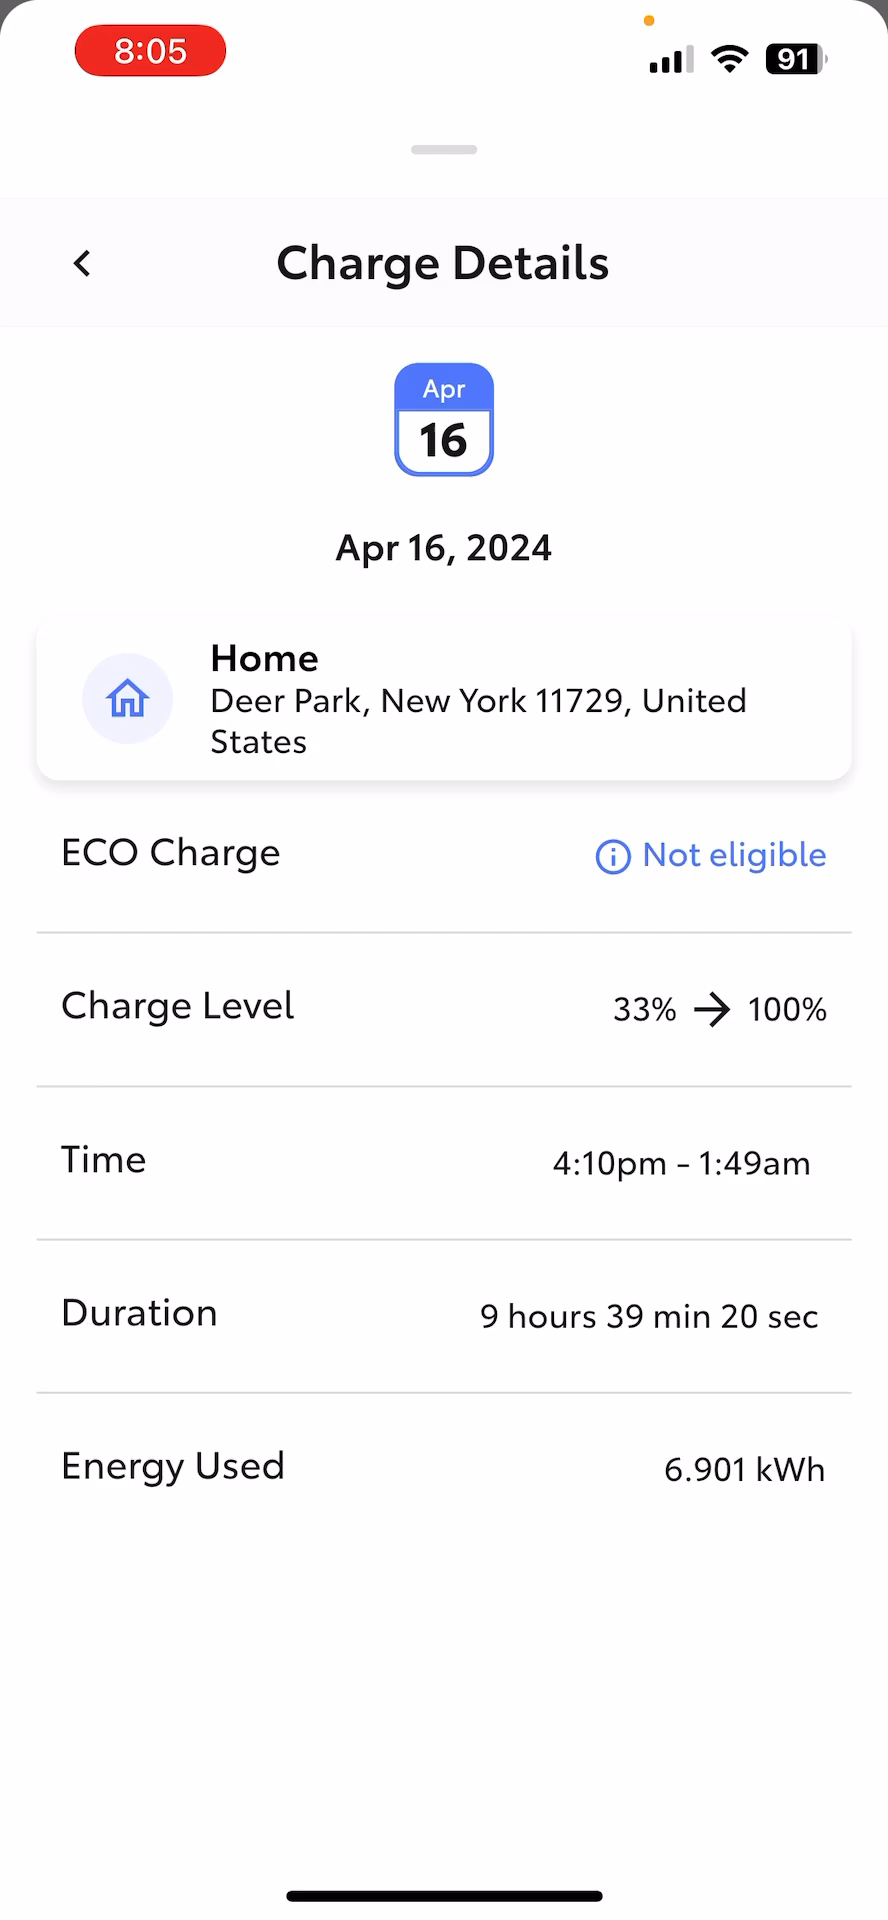 8:05
91
Charge Details
Apr
16
Apr 16, 2024
Home
Deer Park, New York 11729, United
States
ECO Charge Not eligible
Charge Level 33% → 100%
Time 4:10pm - 1:49am
Duration 9 hours 39 min 20 sec
Energy Used 6.901 kWh